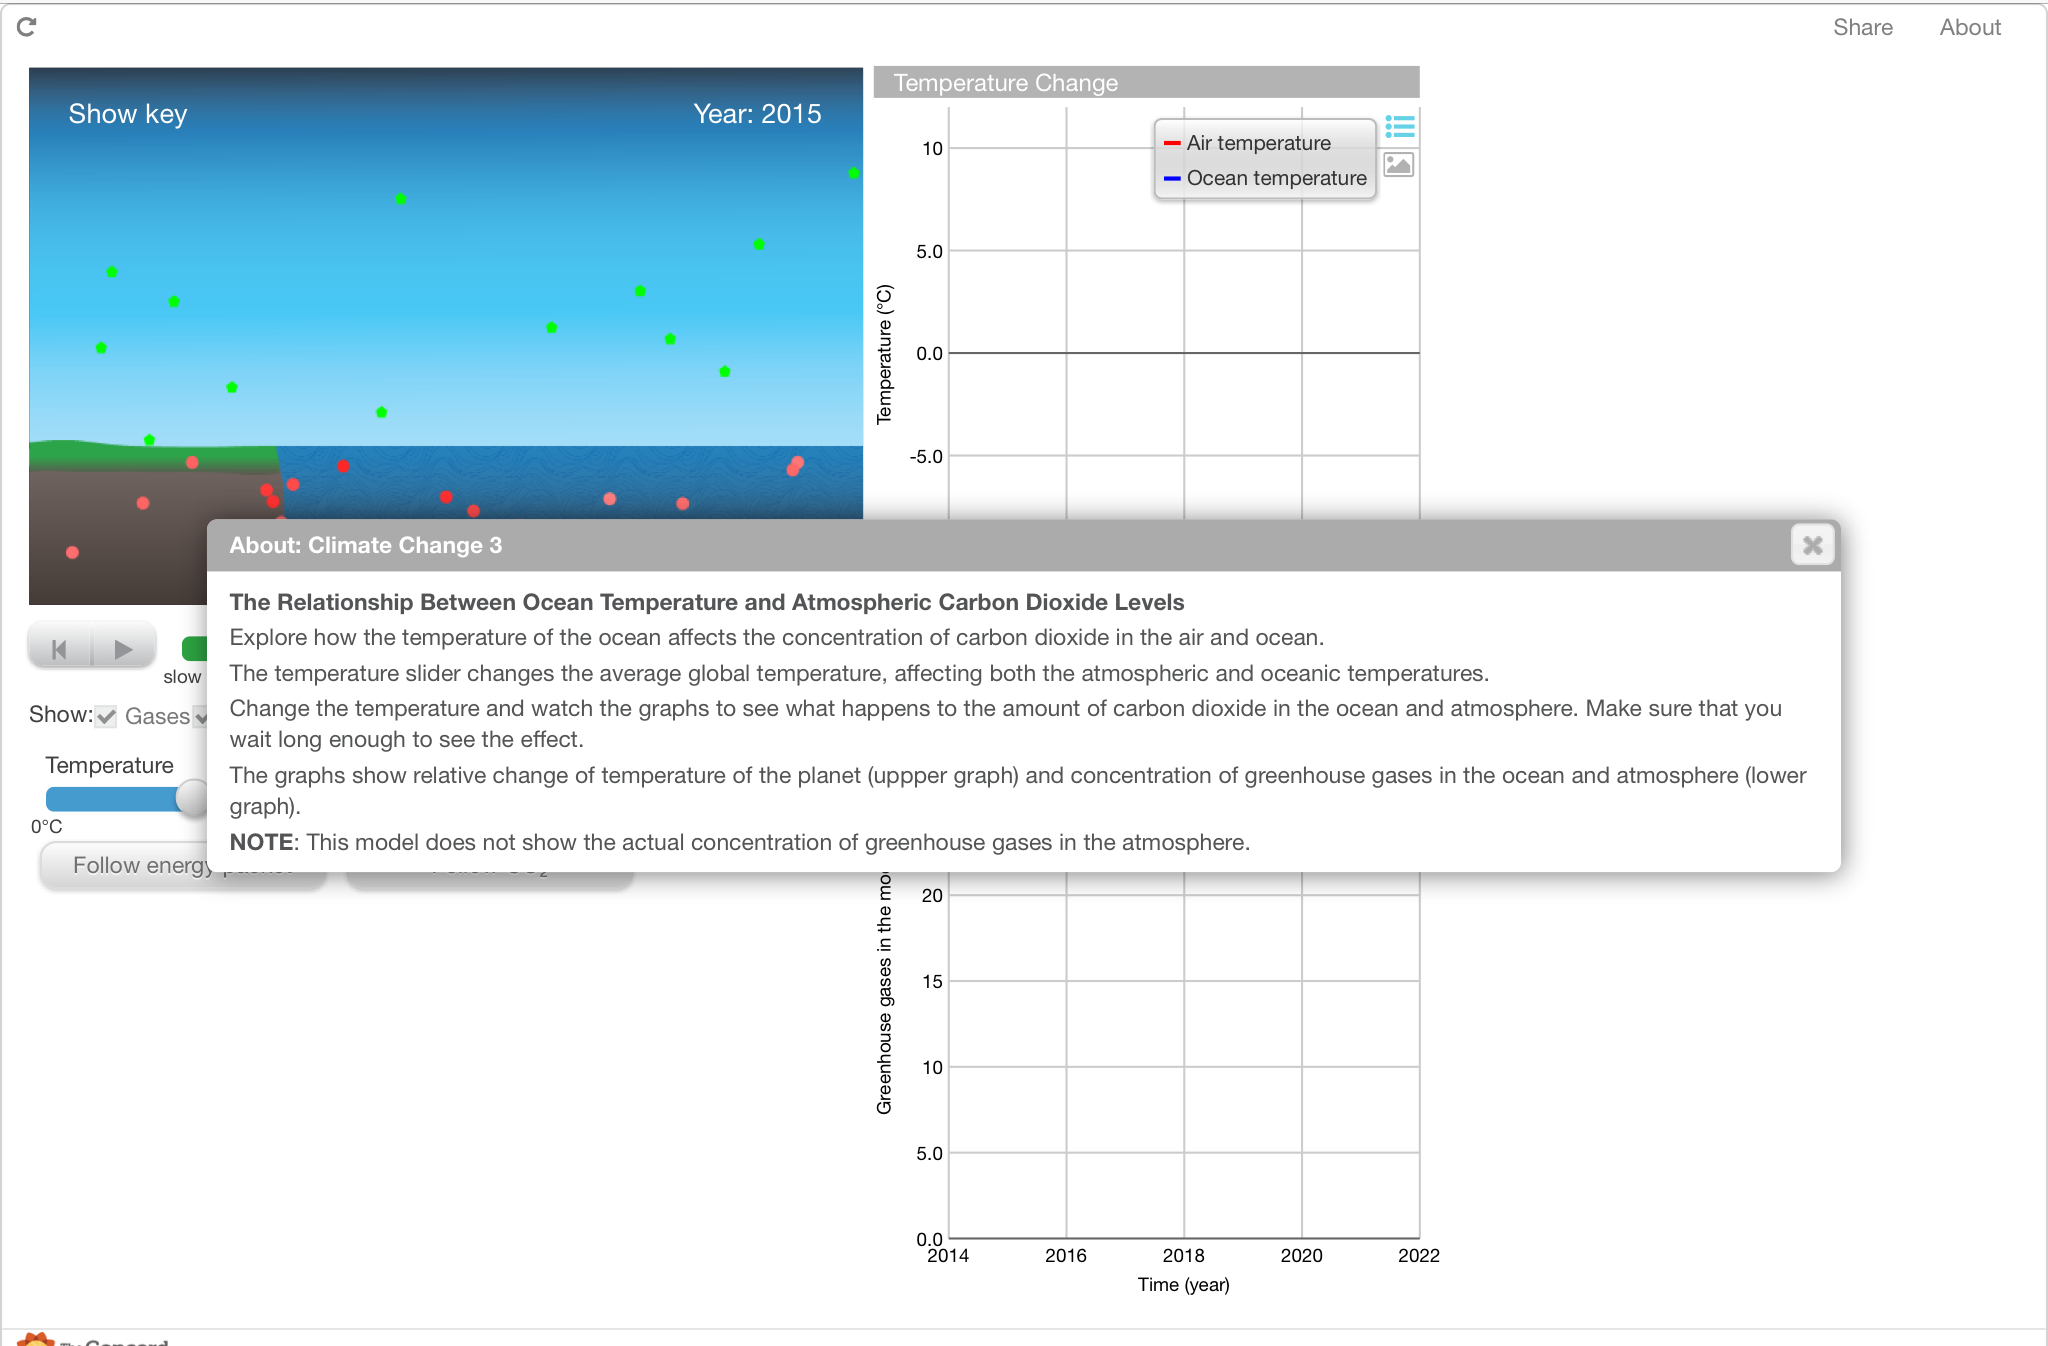 Share About
Show key
Year: 2015
Temperature Change
10
5.0
0.0
-5.0
Temperature (°C)
Air temperature
Ocean temperature
About: Climate Change 3
The Relationship Between Ocean Temperature and Atmospheric Carbon Dioxide Levels
Explore how the temperature of the ocean affects the concentration of carbon dioxide in the air and ocean.
The temperature slider changes the average global temperature, affecting both the atmospheric and oceanic temperatures.
Change the temperature and watch the graphs to see what happens to the amount of carbon dioxide in the ocean and atmosphere. Make sure that you
wait long enough to see the effect.
The graphs show relative change of temperature of the planet (uppper graph) and concentration of greenhouse gases in the ocean and atmosphere (lower
graph).
NOTE: This model does not show the actual concentration of greenhouse gases in the atmosphere.
slow
Show: Gases
Temperature
0°C
Follow energy
Greenhouse gases in the
20
15
10
5.0
0.0
2014 2016 2018 2020 2022
Time (year)